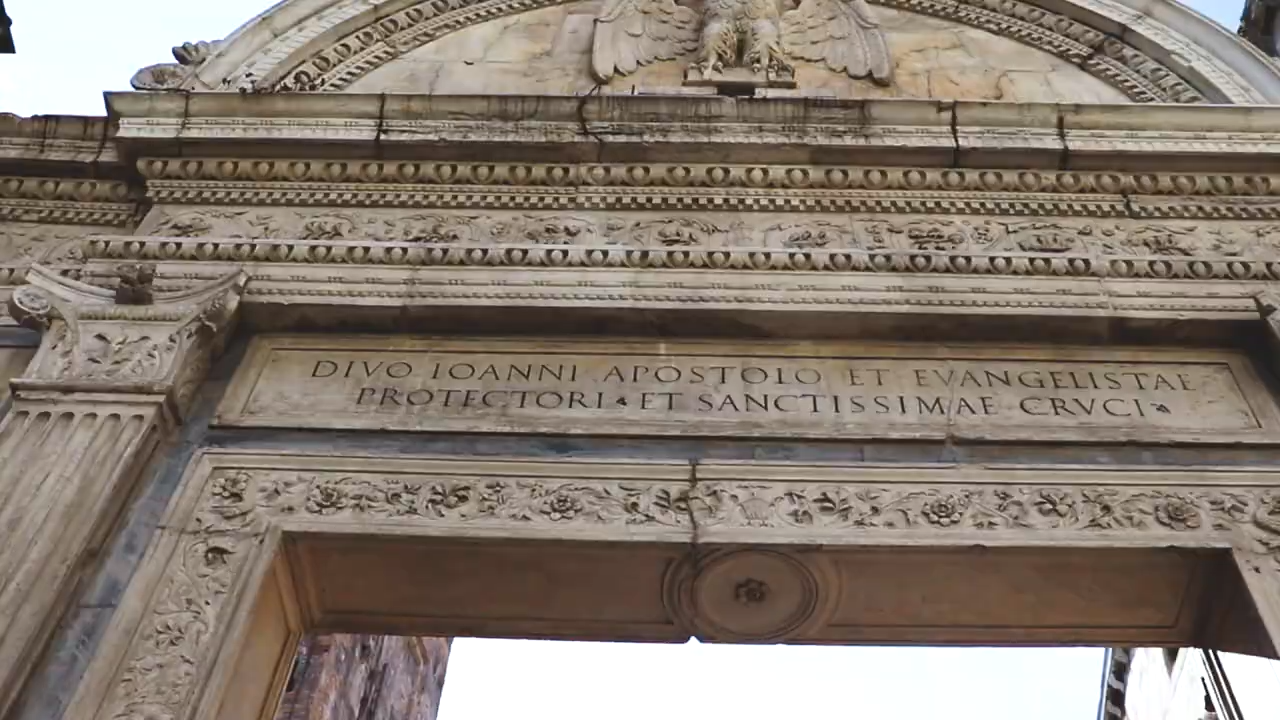 DIVO IOANNI APOSTOLO ET EVANGELISTAE
PROTECTORI ET SANCTISSIMAE CRVCI